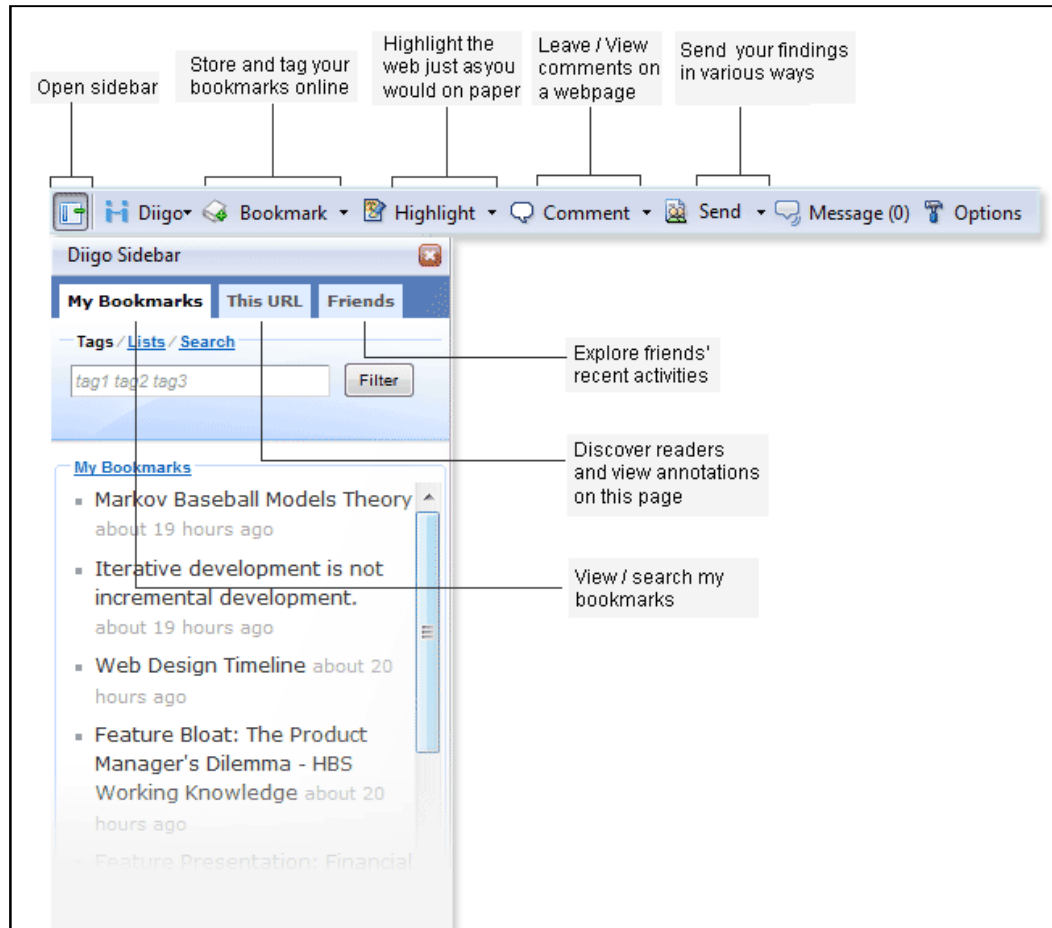 Open sidebar
Store and tag your
bookmarks online
Highlight the
web just asyou
would on paper
Leave / View
comments on
a webpage
Send your findings
in various ways
Diigo Bookmark Highlight Comment Send Message (0) Options
Diigo Sidebar
My Bookmarks This URL Friends
Tags / Lists / Search
tag1 tag2 tag3 Filter
Explore friends'
recent activities
Discover readers
and view annotations
on this page
View / search my
bookmarks
My Bookmarks
Markov Baseball Models Theory
about 19 hours ago
Iterative development is not
incremental development.
about 19 hours ago
Web Design Timeline about 20
hours ago
Feature Bloat: The Product
Manager's Dilemma - HBS
Working Knowledge about 20
hours ago
Feature Presentation: Financial